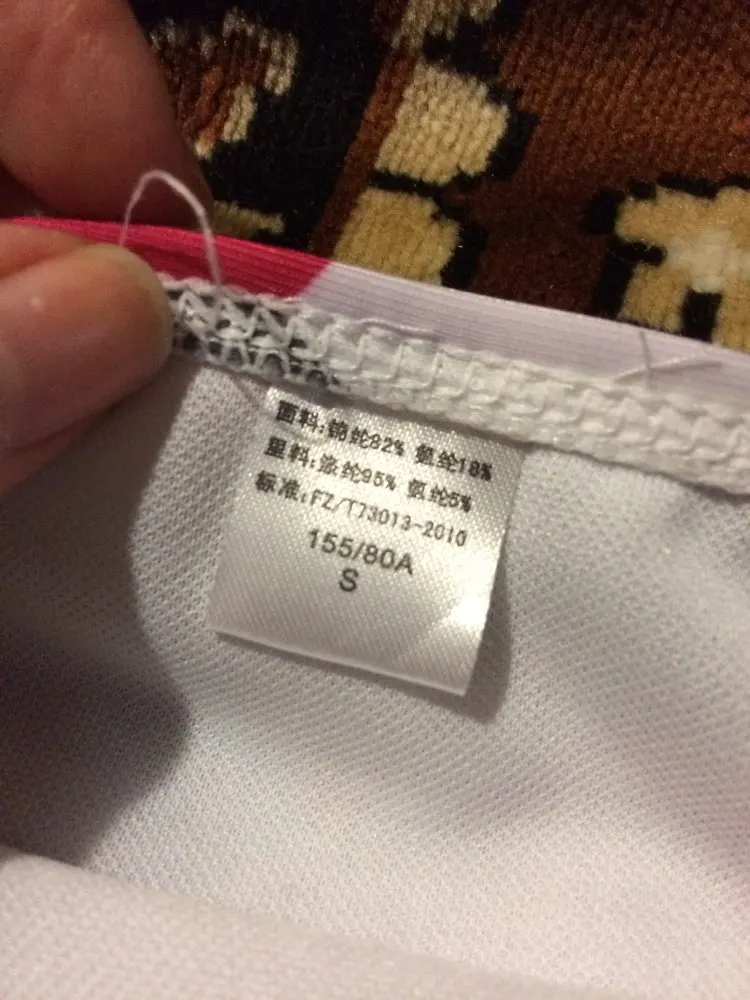 面料:锦纶82% 氨纶18%
里料:涤纶95% 氨纶5%
标准:FZ/T73013-2010
155/80A
S